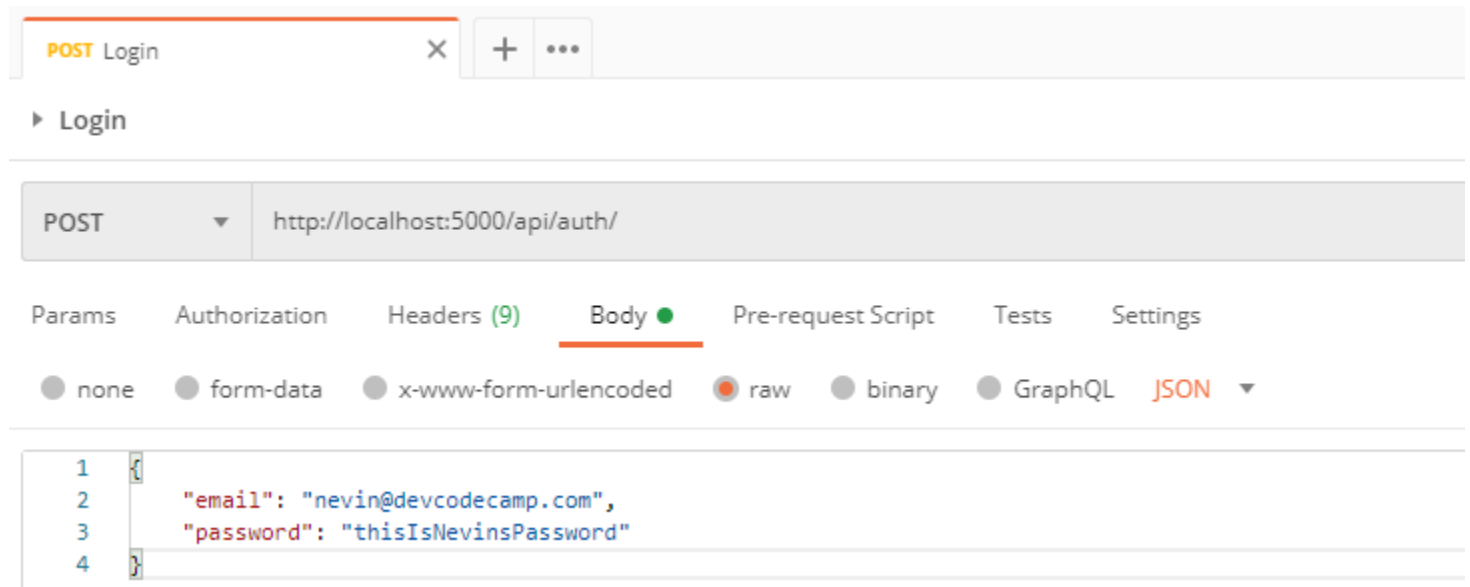 POST Login
Login
POST http://localhost:5000/api/auth/
Params Authorization Headers (9) Body Pre-request Script Tests Settings
none form-data x-www-form-urlencoded raw binary GraphQL JSON
1 {
2 "email": "nevin@devcodecamp.com",
3 "password": "thisIsNevinsPassword"
4 }